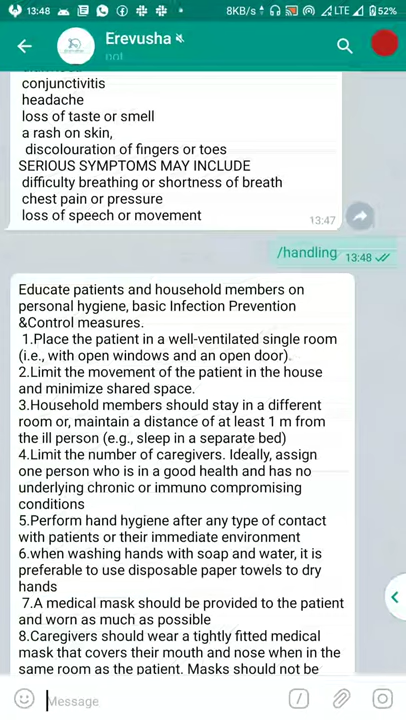 13:48
8KB/s
LTE
52%
Erevusha
not
conjunctivitis
headache
loss of taste or smell
a rash on skin,
discolouration of fingers or toes
SERIOUS SYMPTOMS MAY INCLUDE
difficulty breathing or shortness of breath
chest pain or pressure
loss of speech or movement
13:47
/handling 13:48
Educate patients and household members on
personal hygiene, basic Infection Prevention
&Control measures.
1.Place the patient in a well-ventilated single room
(i.e., with open windows and an open door).
2.Limit the movement of the patient in the house
and minimize shared space.
3.Household members should stay in a different
room or, maintain a distance of at least 1 m from
the ill person (e.g., sleep in a separate bed)
4.Limit the number of caregivers. Ideally, assign
one person who is in a good health and has no
underlying chronic or immuno compromising
conditions
5.Perform hand hygiene after any type of contact
with patients or their immediate environment
6.when washing hands with soap and water, it is
preferable to use disposable paper towels to dry
hands
7.A medical mask should be provided to the patient
and worn as much as possible
8.Caregivers should wear a tightly fitted medical
mask that covers their mouth and nose when in the
same room as the patient. Masks should not be
Message